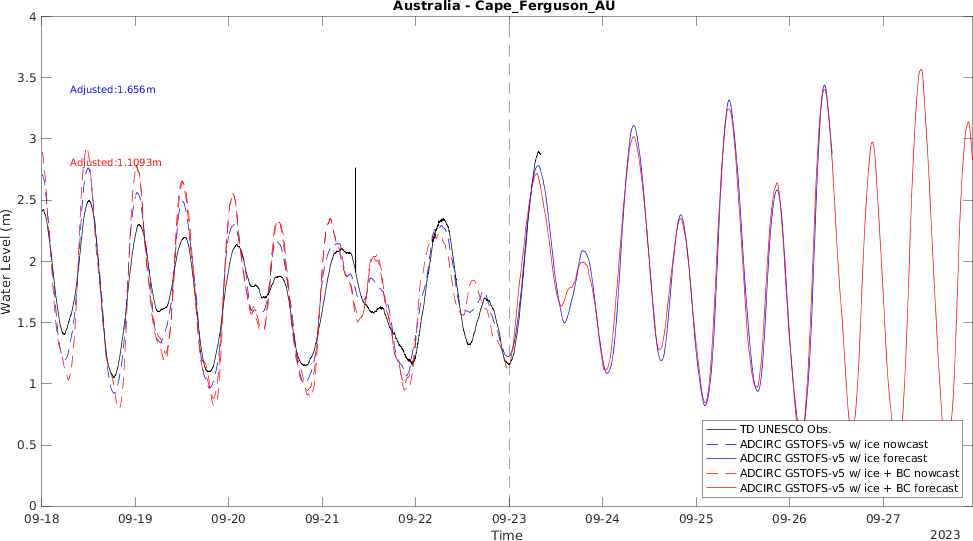 Australia - Cape_Ferguson_AU
4
3.5
3
2.5
2
1.5
1
0.5
0
Water Level (m)
Adjusted:1.656m
Adjusted:1.1093m
TD UNESCO Obs.
ADCIRC GSTOFS-v5 w/ ice nowcast
ADCIRC GSTOFS-v5 w/ ice forecast
ADCIRC GSTOFS-v5 w/ ice + BC nowcast
ADCIRC GSTOFS-v5 w/ ice + BC forecast
09-18 09-19 09-20 09-21 09-22 09-23 09-24 09-25 09-26 09-27
Time
2023